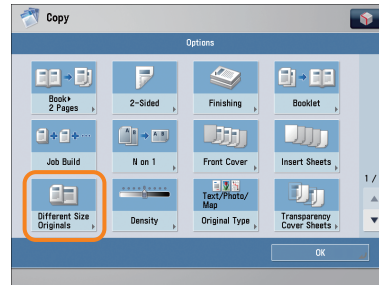 Copy
Options
Book▸
2 Pages
2-Sided
Finishing
Booklet
Job Build
N on 1
Front Cover
Insert Sheets
Different Size
Originals
Density
Text/Photo/
Map
Original Type
Transparency
Cover Sheets
1/
OK